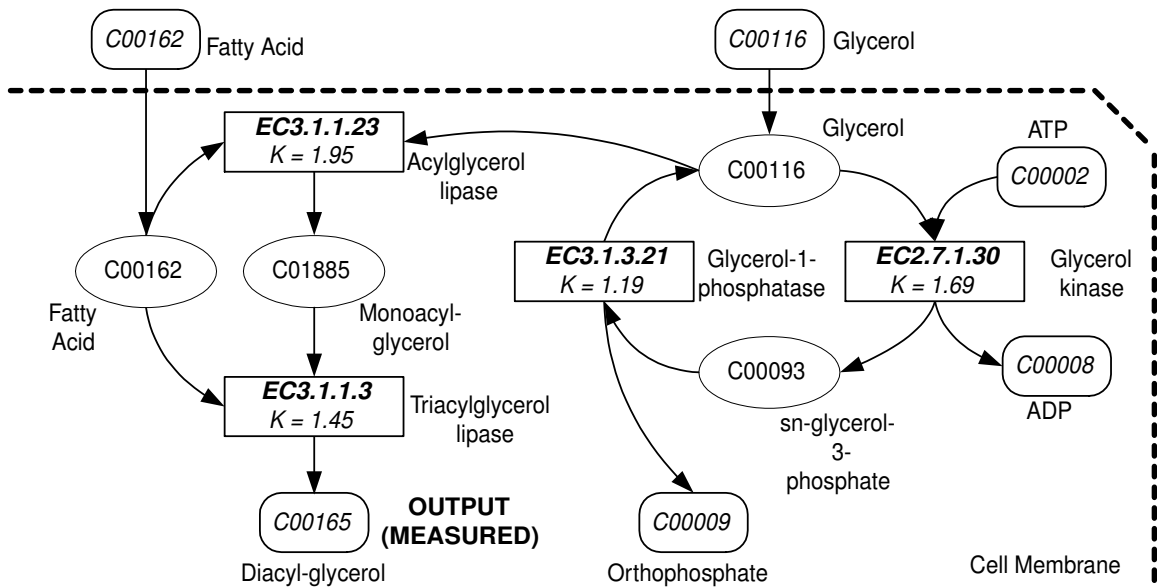 C00162
Fatty Acid
C00116
Glycerol
EC3.1.1.23
K = 1.95
Acylglycerol
lipase
Glycerol
C00116
ATP
C00002
C00162
Fatty
Acid
C01885
Monoacyl-
glycerol
EC3.1.3.21
K = 1.19
Glycerol-1-
phosphatase
EC2.7.1.30
K = 1.69
Glycerol
kinase
EC3.1.1.3
K = 1.45
Triacylglycerol
lipase
C00093
sn-glycerol-
3-
phosphate
C00008
ADP
C00165
Diacyl-glycerol
OUTPUT
(MEASURED)
C00009
Orthophosphate
Cell Membrane